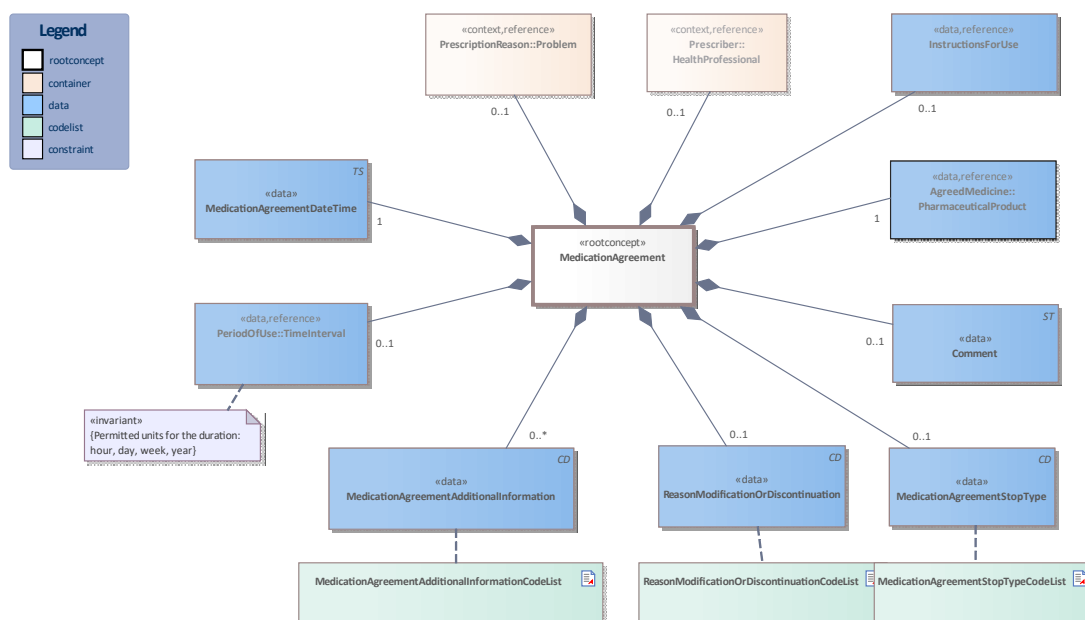 Legend
rootconcept
container
data
codelist
constraint
«context,reference»
PrescriptionReason::Problem
0..1
«context,reference»
Prescriber::
HealthProfessional
0..1
«data,reference»
InstructionsForUse
0..1
TS
«data»
MedicationAgreementDateTime
1
«data,reference»
AgreedMedicine::
PharmaceuticalProduct
1
«rootconcept»
MedicationAgreement
«data,reference»
PeriodOfUse::TimeInterval
0..1
ST
«data»
Comment
0..1
«invariant»
{Permitted units for the duration:
hour, day, week, year}
0..*
CD
«data»
MedicationAgreementAdditionalInformation
0..1
CD
«data»
ReasonModificationOrDiscontinuation
0..1
CD
«data»
MedicationAgreementStopType
MedicationAgreementAdditionalInformationCodeList
ReasonModificationOrDiscontinuationCodeList
MedicationAgreementStopTypeCodeList